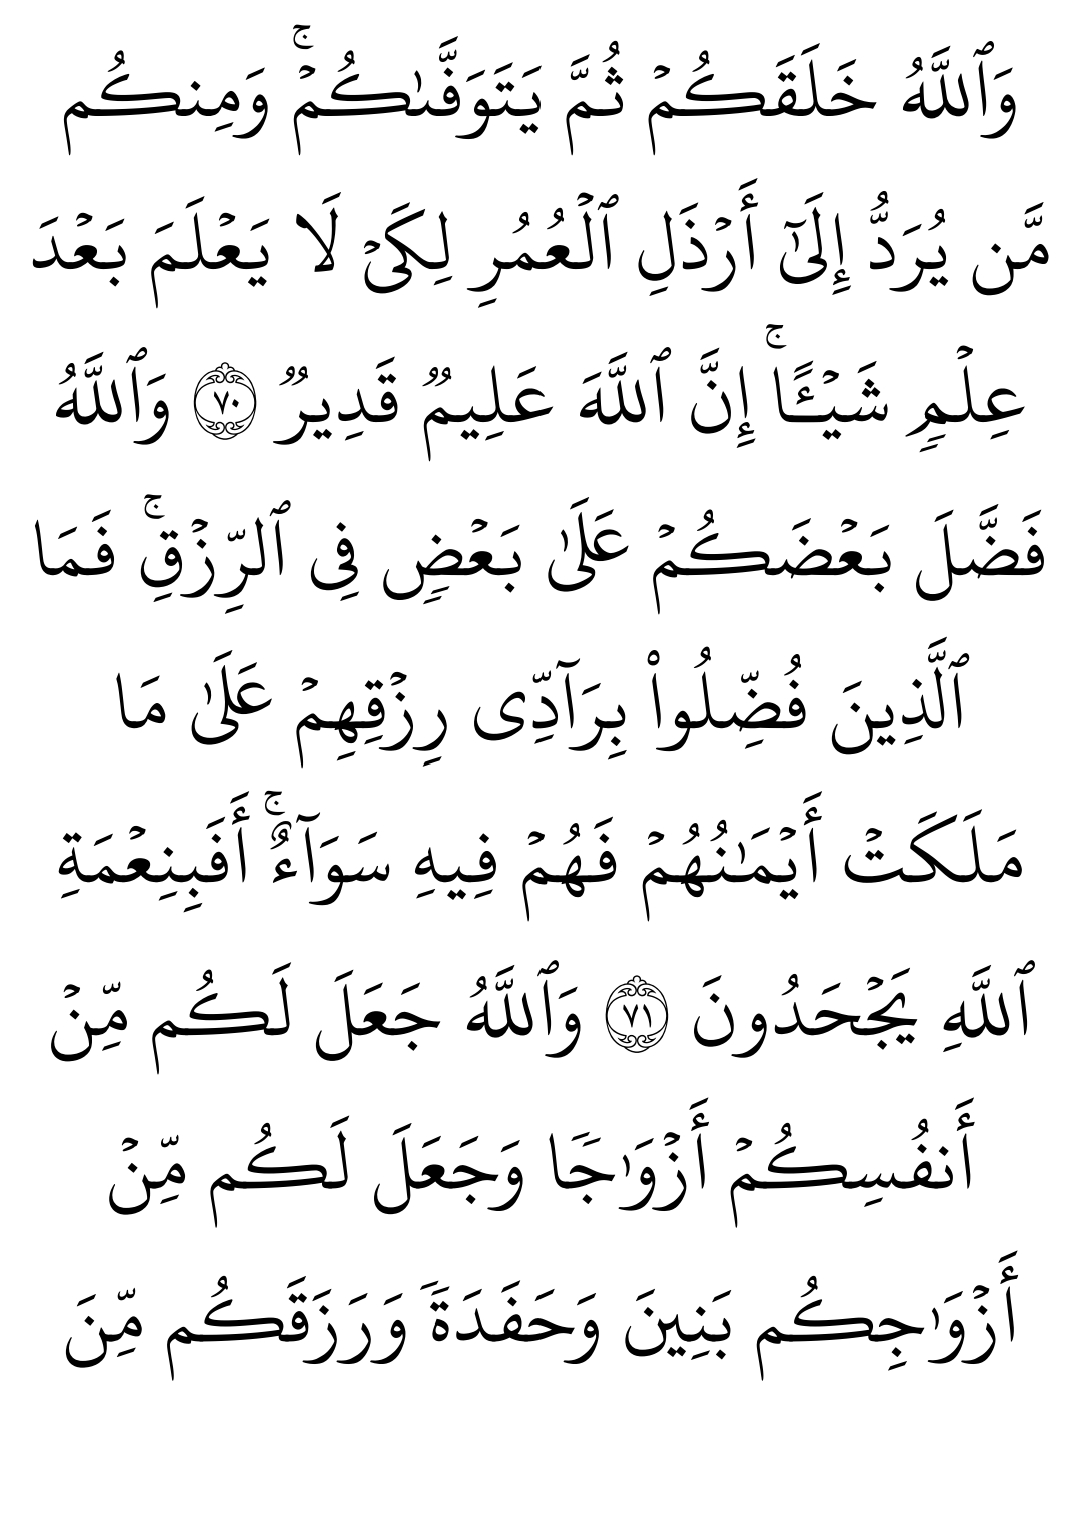 وَٱللَّهُ خَلَقَكُمۡ ثُمَّ يَتَوَفَّىٰكُمۡۚ وَمِنكُم
مَّن يُرَدُّ إِلَىٰٓ أَرۡذَلِ ٱلۡعُمُرِ لِكَيۡ لَا يَعۡلَمَ بَعۡدَ
عِلۡمٖ شَيۡـًٔاۚ إِنَّ ٱللَّهَ عَلِيمٞ قَدِيرٞ ٧٠ وَٱللَّهُ
فَضَّلَ بَعۡضَكُمۡ عَلَىٰ بَعۡضٖ فِي ٱلرِّزۡقِۚ فَمَا
ٱلَّذِينَ فُضِّلُواْ بِرَآدِّي رِزۡقِهِمۡ عَلَىٰ مَا
مَلَكَتۡ أَيۡمَٰنُهُمۡ فَهُمۡ فِيهِ سَوَآءٌۚ أَفَبِنِعۡمَةِ
ٱللَّهِ يَجۡحَدُونَ ٧١ وَٱللَّهُ جَعَلَ لَكُم مِّنۡ
أَنفُسِكُمۡ أَزۡوَٰجٗا وَجَعَلَ لَكُم مِّنۡ
أَزۡوَٰجِكُم بَنِينَ وَحَفَدَةٗ وَرَزَقَكُم مِّنَ